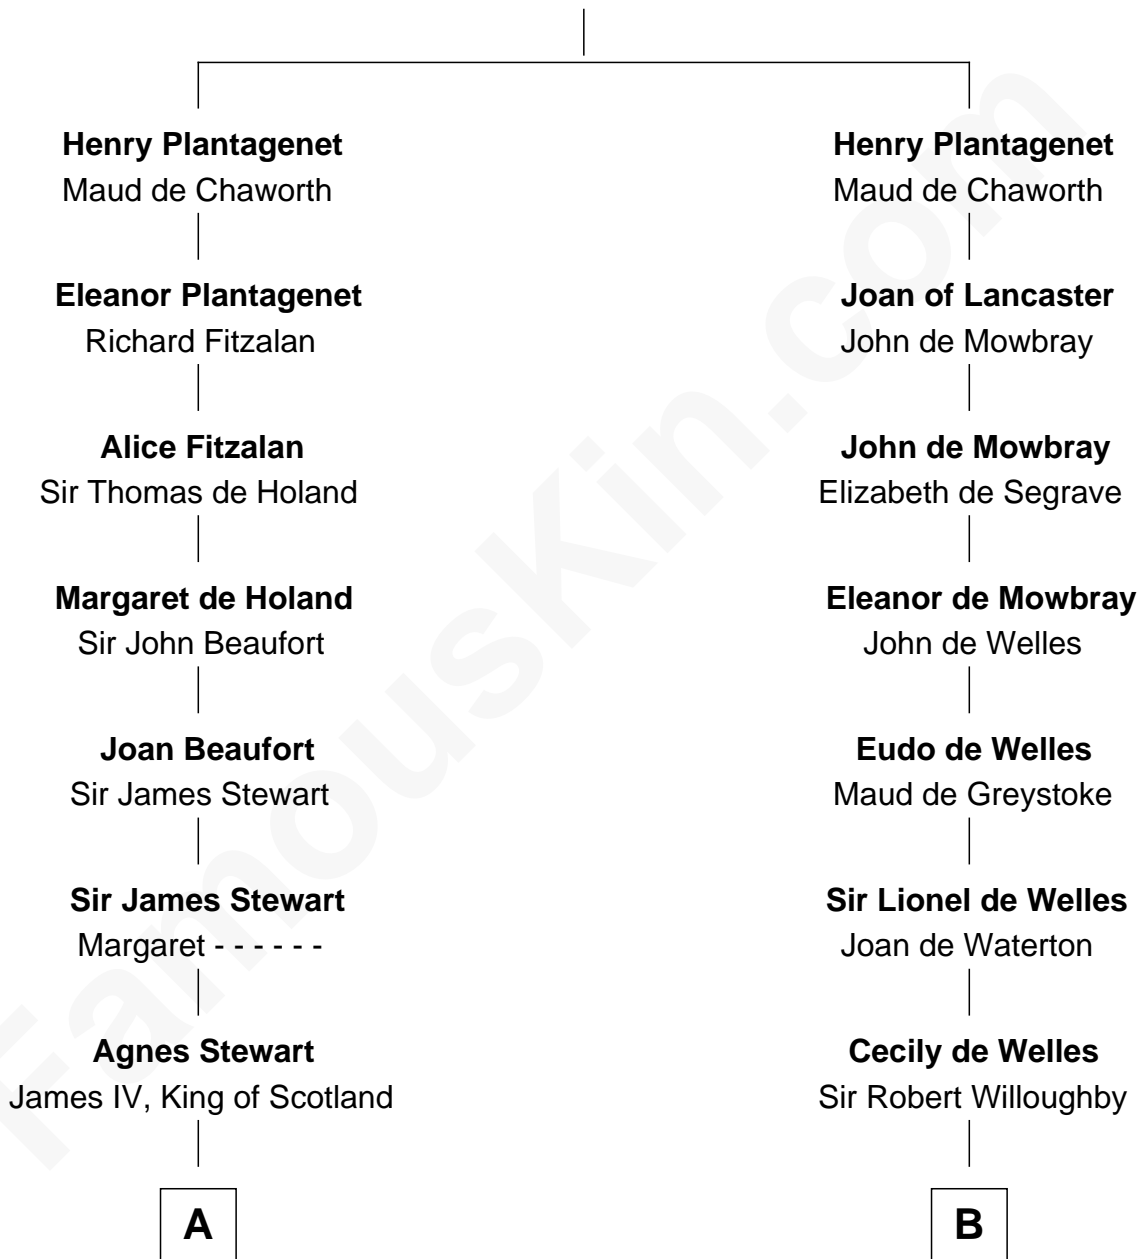 Henry Plantagenet
Maud de Chaworth
Eleanor Plantagenet
Richard Fitzalan
Alice Fitzalan
Sir Thomas de Holand
Margaret de Holand
Sir John Beaufort
Joan Beaufort
Sir James Stewart
Sir James Stewart
Margaret - - - - - -
Agnes Stewart
James IV, King of Scotland
A
Henry Plantagenet
Maud de Chaworth
Joan of Lancaster
John de Mowbray
John de Mowbray
Elizabeth de Segrave
Eleanor de Mowbray
John de Welles
Eudo de Welles
Maud de Greystoke
Sir Lionel de Welles
Joan de Waterton
Cecily de Welles
Sir Robert Willoughby
B
FamousKin.com